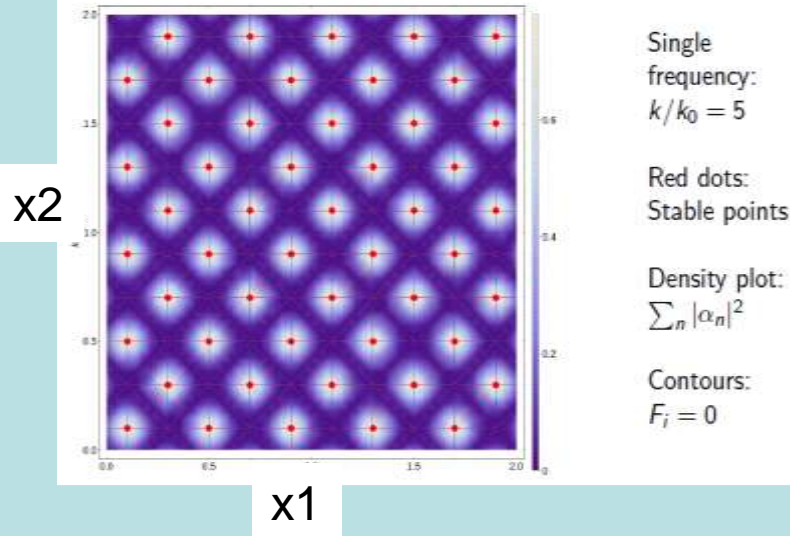 2.0
1.5
x2
1.0
0.5
0.0
0.0
0.5
1.5
2.0
x1
0.6
0.4
0.2
0
Single
frequency:
k/k₀ = 5
Red dots:
Stable points
Density plot:
∑ₙ |αₙ|²
Contours:
Fᵢ = 0